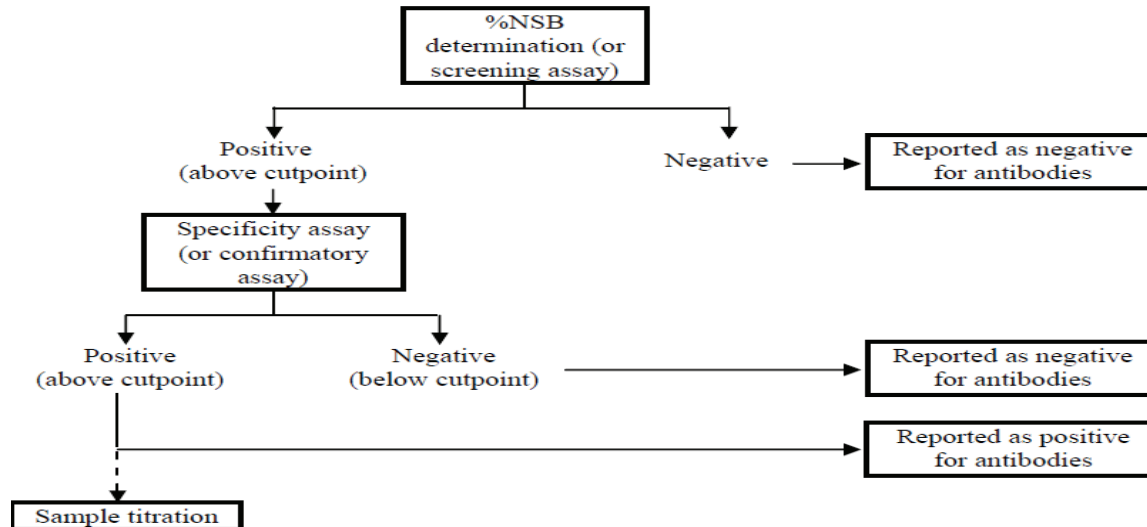 %NSB
determination (or
screening assay)
Positive
(above cutpoint)
Negative
Reported as negative
for antibodies
Specificity assay
(or confirmatory
assay)
Positive
(above cutpoint)
Negative
(below cutpoint)
Reported as negative
for antibodies
Reported as positive
for antibodies
Sample titration